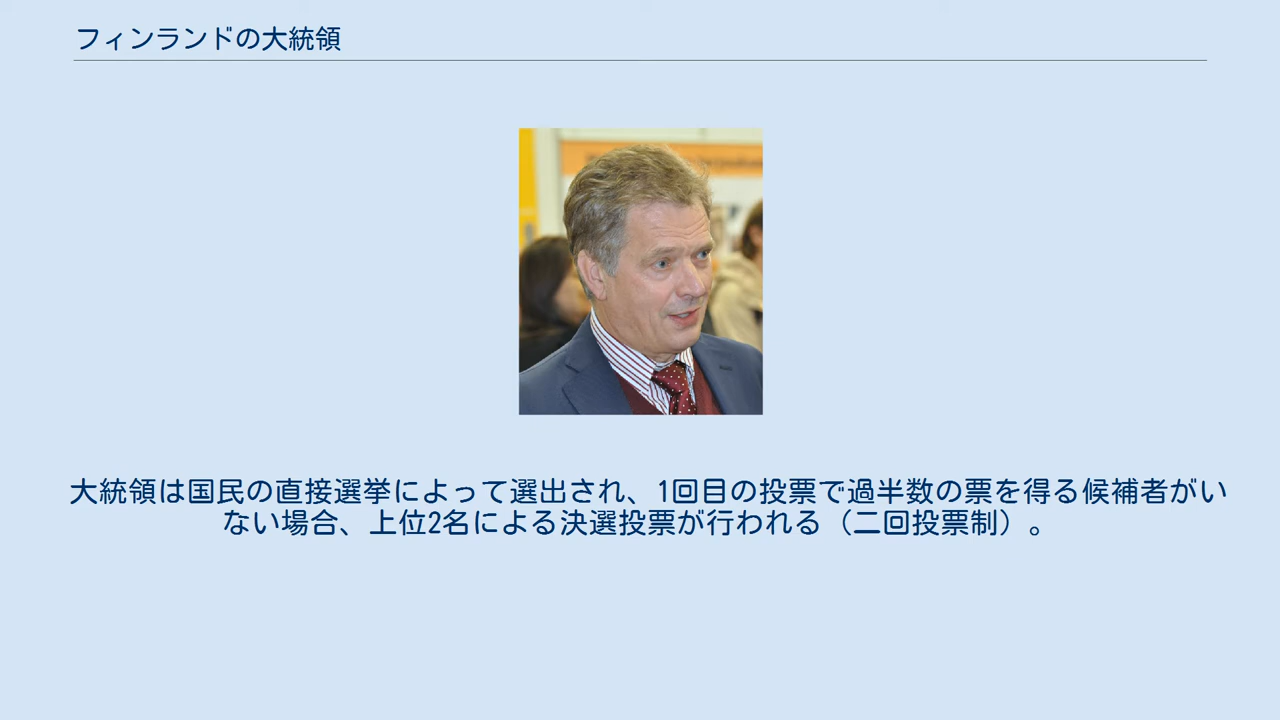 フィンランドの大統領
大統領は国民の直接選挙によって選出され、1回目の投票で過半数の票を得る候補者がい
ない場合、上位2名による決選投票が行われる（二回投票制）。